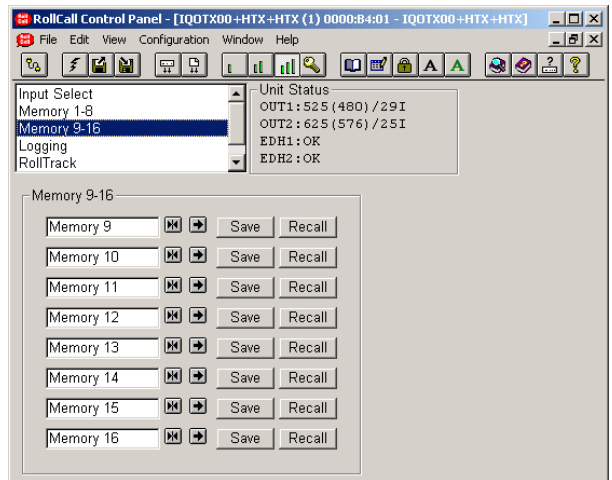 RollCall Control Panel - [IQOTX00+HTX+HTX (1) 0000:B4:01 - IQOTX00+HTX+HTX]
File Edit View Configuration Window Help
A A
Input Select
Memory 1-8
Memory 9-16
Logging
RollTrack
Unit Status
OUT1:525(480)/29I
OUT2:625(576)/25I
EDH1:OK
EDH2:OK
Memory 9-16
Memory 9 Save Recall
Memory 10 Save Recall
Memory 11 Save Recall
Memory 12 Save Recall
Memory 13 Save Recall
Memory 14 Save Recall
Memory 15 Save Recall
Memory 16 Save Recall